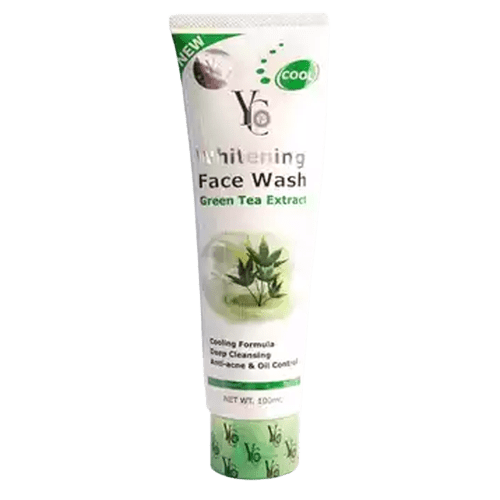 NEW
COOL
YC
Whitening
Face Wash
Green Tea Extract
Cooling Formula
Deep Cleansing
Anti-acne & Oil Control
NET WT. 100mL
YC